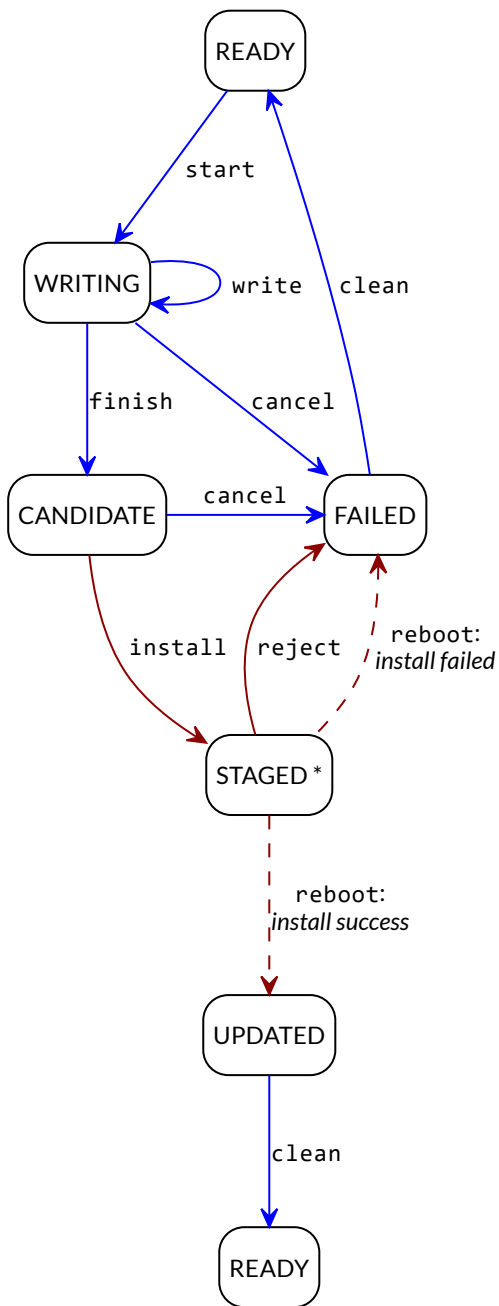 READY
start
WRITING
write
clean
finish
cancel
CANDIDATE
cancel
FAILED
install
reject
reboot:
install failed
STAGED *
reboot:
install success
UPDATED
clean
READY